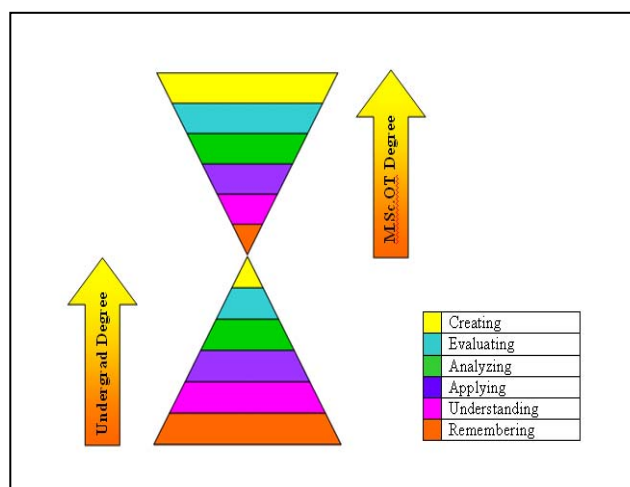 M.Sc.OT Degree
Undergrad Degree
Creating
Evaluating
Analyzing
Applying
Understanding
Remembering